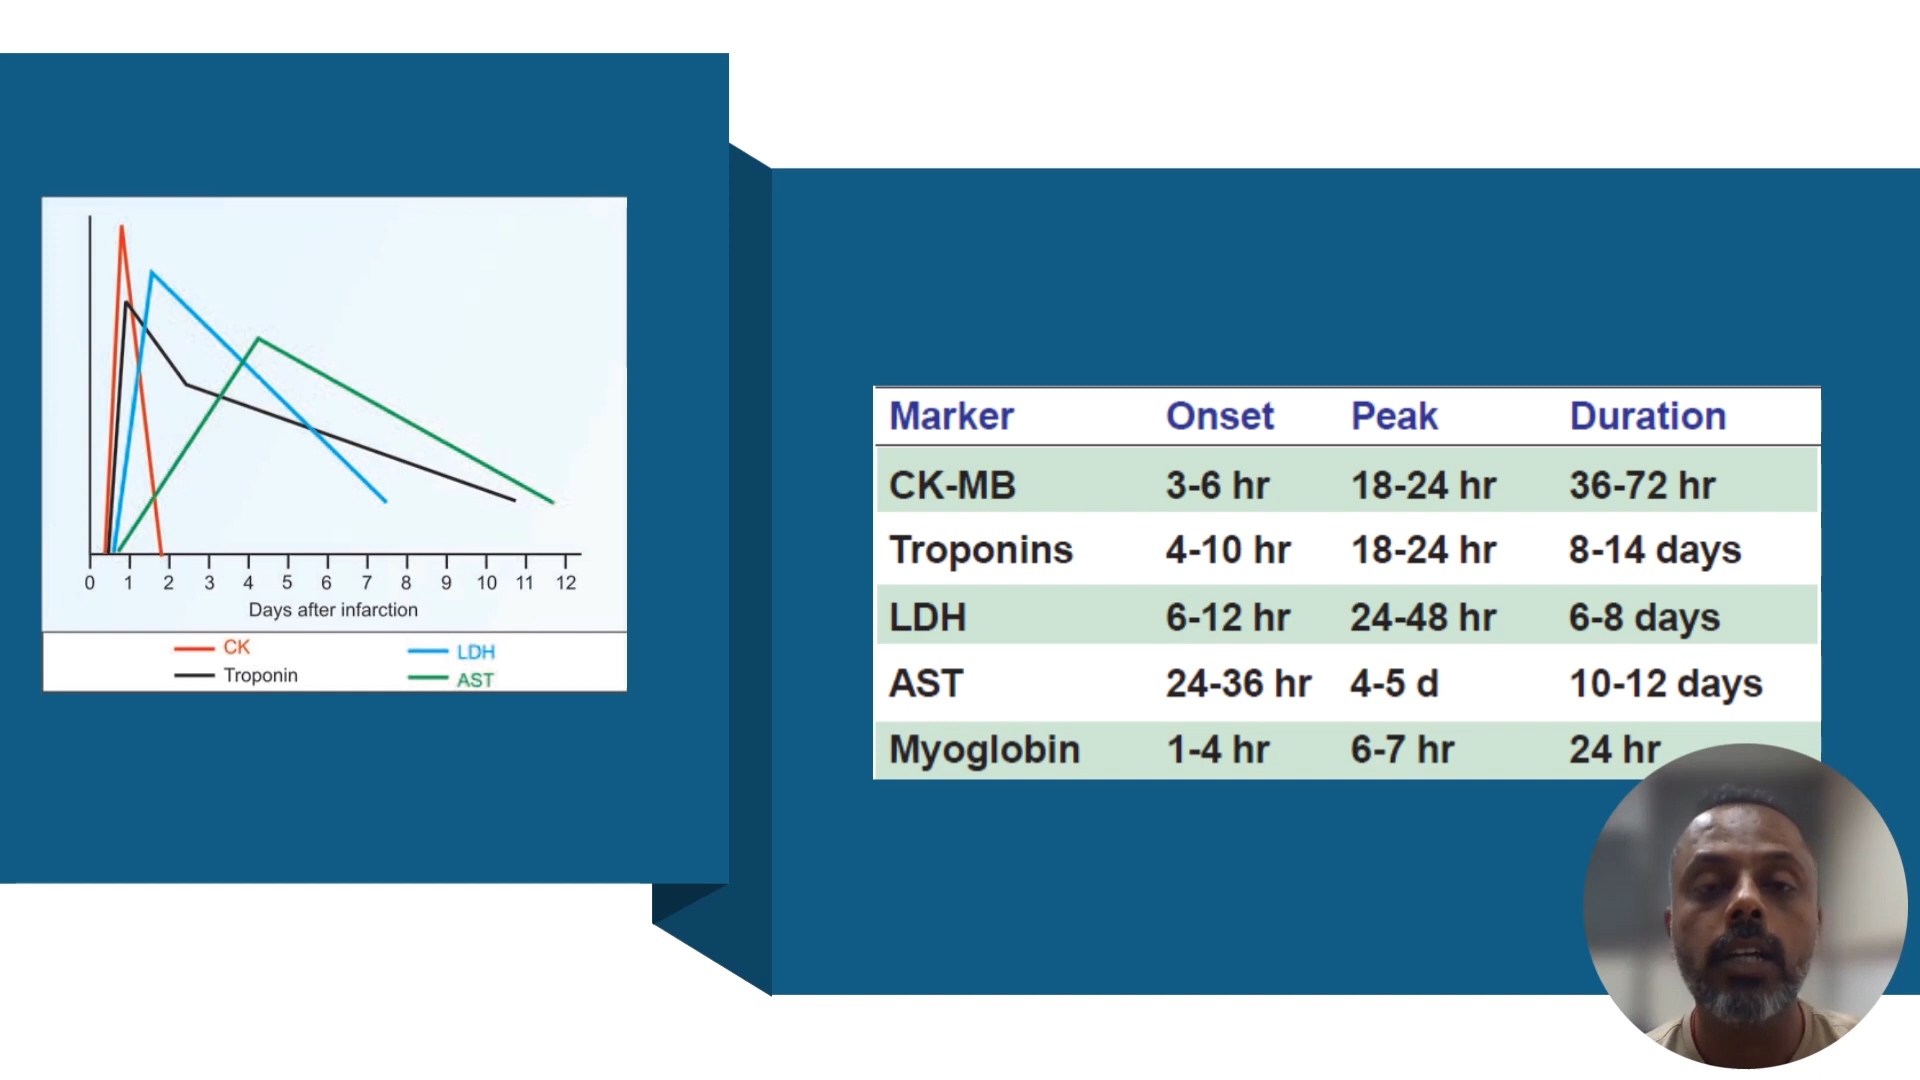 0 1 2 3 4 5 6 7 8 9 10 11 12
Days after infarction
CK LDH
Troponin AST
Marker Onset Peak Duration
CK-MB 3-6 hr 18-24 hr 36-72 hr
Troponins 4-10 hr 18-24 hr 8-14 days
LDH 6-12 hr 24-48 hr 6-8 days
AST 24-36 hr 4-5 d 10-12 days
Myoglobin 1-4 hr 6-7 hr 24 hr